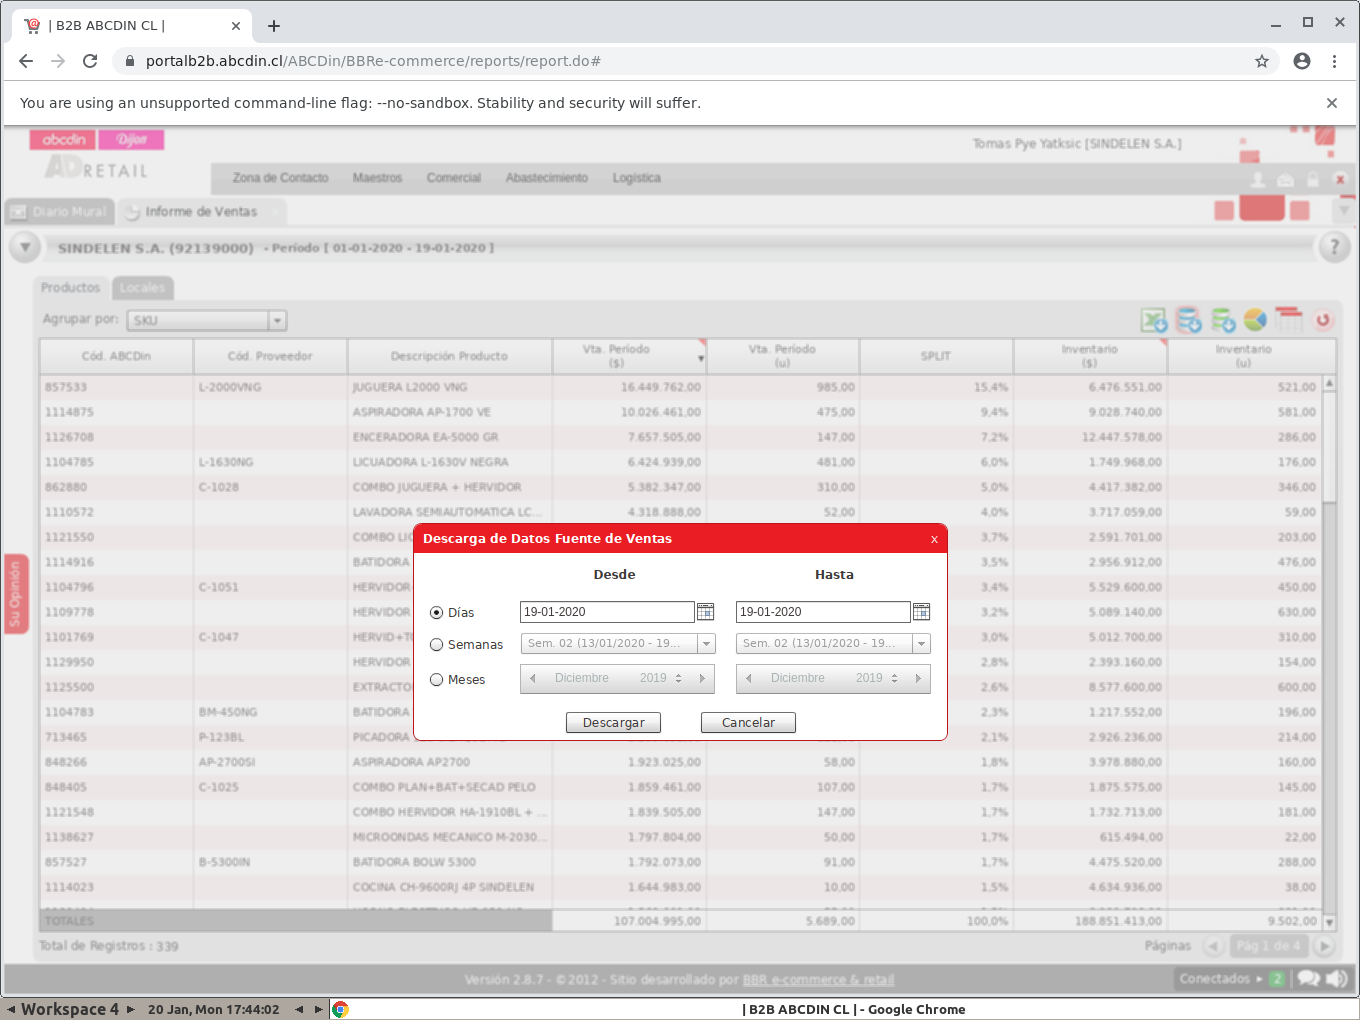 | B2B ABCDIN CL |
portalb2b.abcdin.cl/ABCDin/BBRe-commerce/reports/report.do#
You are using an unsupported command-line flag: --no-sandbox. Stability and security will suffer.
abcdin Dijon
ADRETAIL
Tomas Pye Yatksic [SINDELEN S.A.]
Zona de Contacto Maestros Comercial Abastecimiento Logística
Diario Mural Informe de Ventas
SINDELEN S.A. (92139000) - Período [ 01-01-2020 - 19-01-2020 ]
Productos Locales
Agrupar por: SKU
Cód. ABCDin Cód. Proveedor Descripción Producto Vta. Período ($) Vta. Período (u) SPLIT Inventario ($) Inventario (u)
857533 L-2000VNG JUGUERA L2000 VNG 16.449.762,00 985,00 15,4% 6.476.551,00 521,00
1114875 ASPIRADORA AP-1700 VE 10.026.461,00 475,00 9,4% 9.028.740,00 581,00
1126708 ENCERADORA EA-5000 GR 7.657.505,00 147,00 7,2% 12.447.578,00 286,00
1104785 L-1630NG LICUADORA L-1630V NEGRA 6.424.939,00 481,00 6,0% 1.749.968,00 176,00
862880 C-1028 COMBO JUGUERA + HERVIDOR 5.382.347,00 310,00 5,0% 4.417.382,00 346,00
1110572 LAVADORA SEMIAUTOMATICA LC... 4.318.888,00 52,00 4,0% 3.717.059,00 59,00
1121550 COMBO LIC 3,7% 2.591.701,00 203,00
1114916 BATIDORA 3,5% 2.956.912,00 476,00
1104796 C-1051 HERVIDOR 3,4% 5.529.600,00 450,00
1109778 HERVIDOR 3,2% 5.089.140,00 630,00
1101769 C-1047 HERVID+TO 3,0% 5.012.700,00 310,00
1129950 HERVIDOR 2,8% 2.393.160,00 154,00
1125500 EXTRACTO 2,6% 8.577.600,00 600,00
1104783 BM-450NG BATIDORA 2,3% 1.217.552,00 196,00
713465 P-123BL PICADORA 2,1% 2.926.236,00 214,00
848266 AP-2700SI ASPIRADORA AP2700 1.923.025,00 58,00 1,8% 3.978.880,00 160,00
848405 C-1025 COMBO PLAN+BAT+SECAD PELO 1.859.461,00 107,00 1,7% 1.875.575,00 145,00
1121548 COMBO HERVIDOR HA-1910BL + ... 1.839.505,00 147,00 1,7% 1.732.713,00 181,00
1138627 MICROONDAS MECANICO M-2030... 1.797.804,00 50,00 1,7% 615.494,00 22,00
857527 B-5300IN BATIDORA BOLW 5300 1.792.073,00 91,00 1,7% 4.475.520,00 288,00
1114023 COCINA CH-9600RJ 4P SINDELEN 1.644.983,00 10,00 1,5% 4.634.936,00 38,00
TOTALES 107.004.995,00 5.689,00 100,0% 188.851.413,00 9.502,00
Total de Registros : 339 Páginas Pág 1 de 4
Su Opinión
Descarga de Datos Fuente de Ventas x
Desde Hasta
Días 19-01-2020 19-01-2020
Semanas Sem. 02 (13/01/2020 - 19... Sem. 02 (13/01/2020 - 19...
Meses Diciembre 2019 Diciembre 2019
Descargar Cancelar
Versión 2.8.7 - ©2012 - Sitio desarrollado por BBR e-commerce & retail
Conectados 2
Workspace 4 20 Jan, Mon 17:44:02 | B2B ABCDIN CL | - Google Chrome